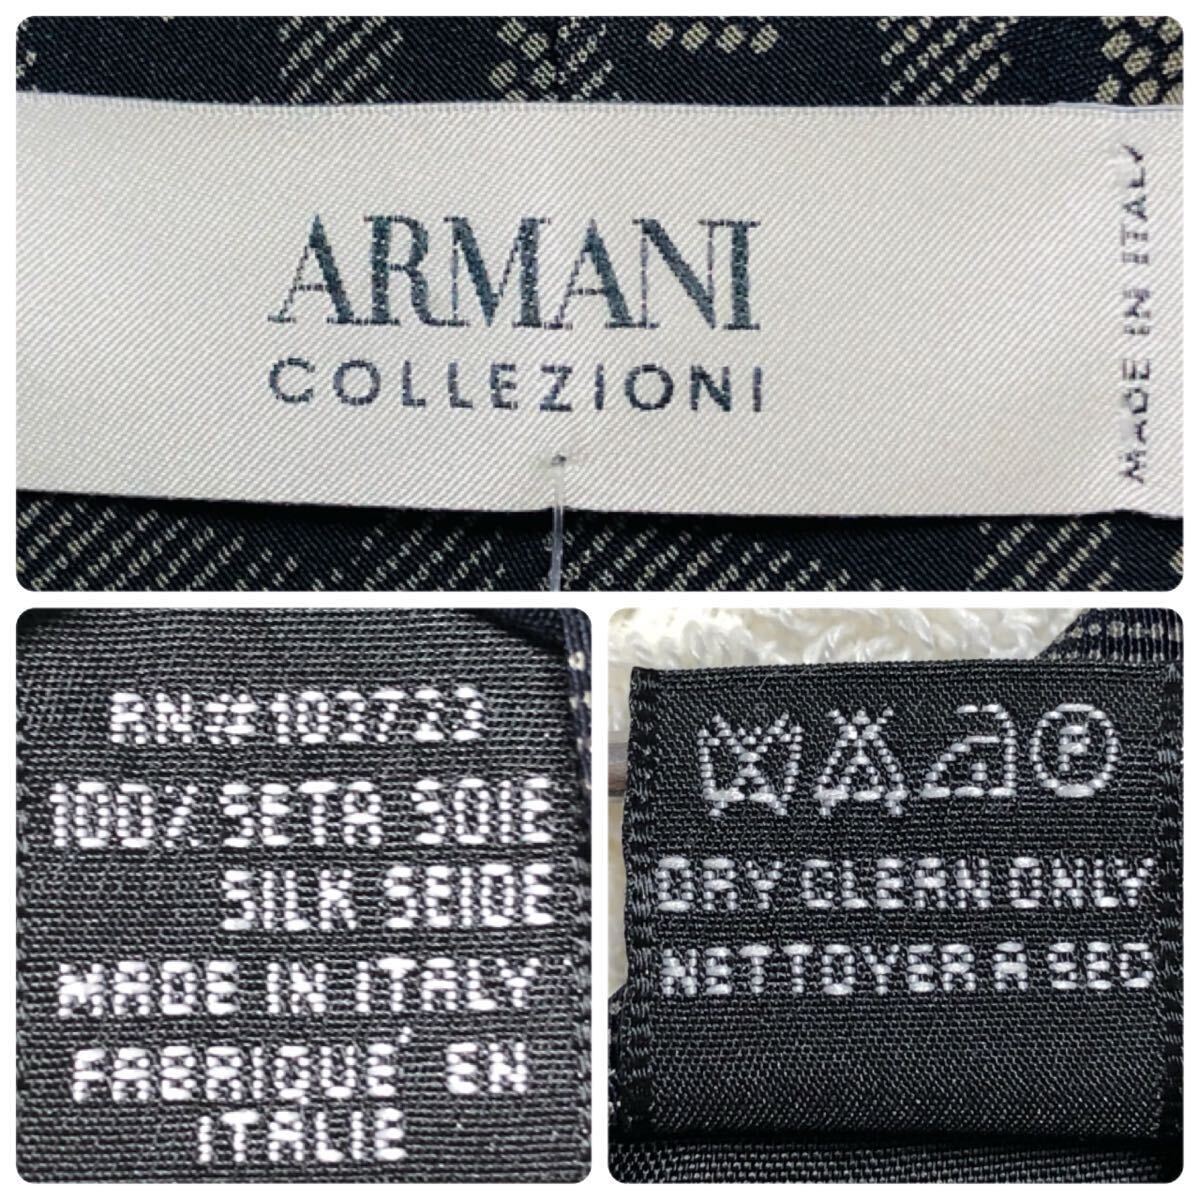 ARMANI
COLLEZIONI
MADE IN ITALY
RN#103723
100% SETA SOIE
SILK SEIDE
MADE IN ITALY
FABRIQUÉ EN
ITALIE
P
DRY CLEAN ONLY
NETTOYER A SEC